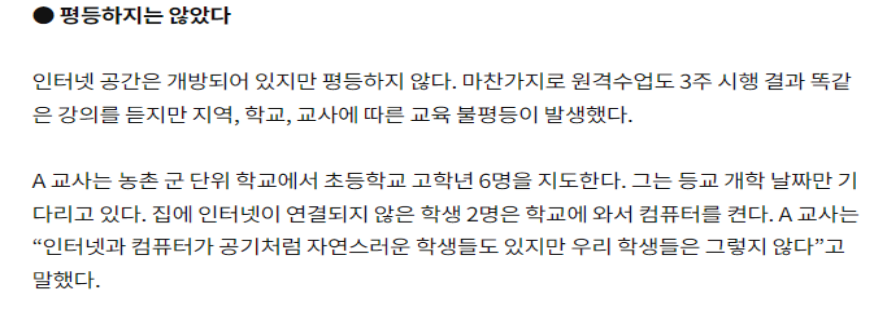 ● 평등하지는 않았다
인터넷 공간은 개방되어 있지만 평등하지 않다. 마찬가지로 원격수업도 3주 시행 결과 똑같
은 강의를 듣지만 지역, 학교, 교사에 따른 교육 불평등이 발생했다.
A 교사는 농촌 군 단위 학교에서 초등학교 고학년 6명을 지도한다. 그는 등교 개학 날짜만 기
다리고 있다. 집에 인터넷이 연결되지 않은 학생 2명은 학교에 와서 컴퓨터를 켠다. A 교사는
“인터넷과 컴퓨터가 공기처럼 자연스러운 학생들도 있지만 우리 학생들은 그렇지 않다”고
말했다.